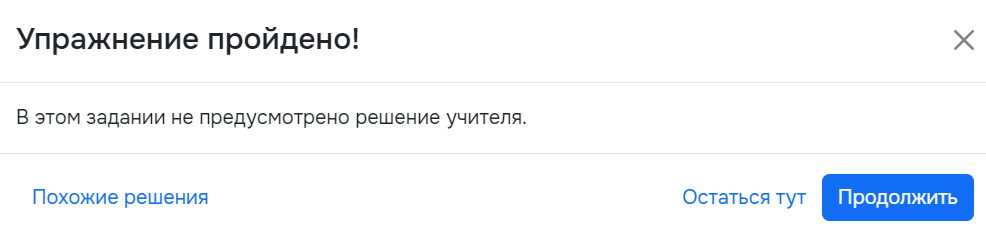 Упражнение пройдено!
В этом задании не предусмотрено решение учителя.
Похожие решения
Остаться тут
Продолжить